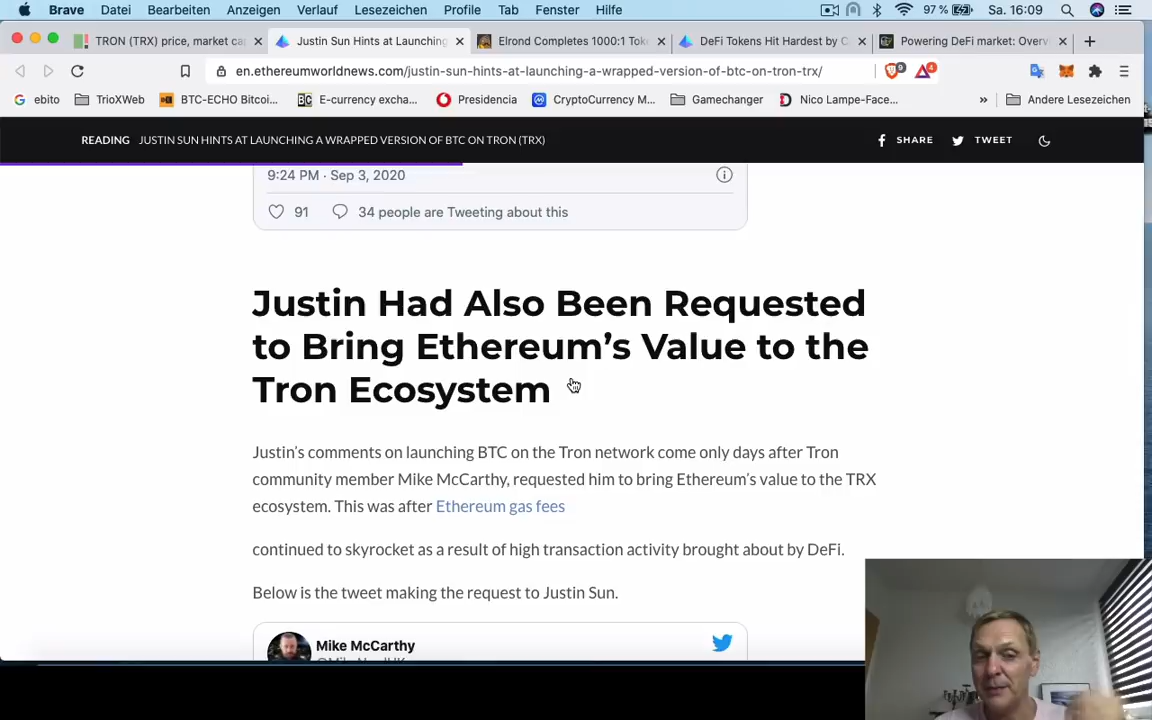 Brave Datei Bearbeiten Anzeigen Verlauf Lesezeichen Profile Tab Fenster Hilfe 97 % Sa. 16:09
TRON (TRX) price, market ca
Justin Sun Hints at Launching
Elrond Completes 1000:1 Tok
DeFi Tokens Hit Hardest by C
Powering DeFi market: Overv
en.ethereumworldnews.com/justin-sun-hints-at-launching-a-wrapped-version-of-btc-on-tron-trx/ 9 4
ebito TrioXWeb BTC-ECHO Bitcoi... E-currency excha... Presidencia CryptoCurrency M... Gamechanger Nico Lampe-Face... » Andere Lesezeichen
READING JUSTIN SUN HINTS AT LAUNCHING A WRAPPED VERSION OF BTC ON TRON (TRX) SHARE TWEET
9:24 PM · Sep 3, 2020
91 34 people are Tweeting about this
Justin Had Also Been Requested
to Bring Ethereum’s Value to the
Tron Ecosystem
Justin’s comments on launching BTC on the Tron network come only days after Tron
community member Mike McCarthy, requested him to bring Ethereum’s value to the TRX
ecosystem. This was after Ethereum gas fees
continued to skyrocket as a result of high transaction activity brought about by DeFi.
Below is the tweet making the request to Justin Sun.
Mike McCarthy